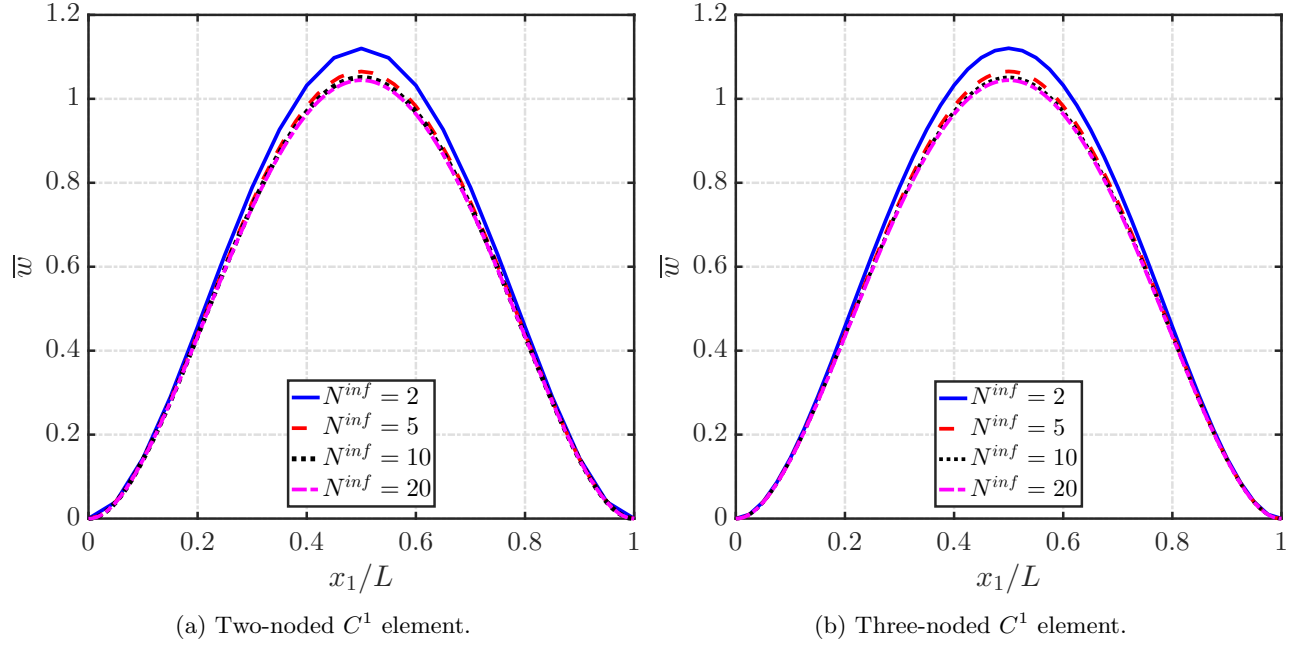 1.2
1
0.8
0.6
0.4
0.2
0
w̅
0 0.2 0.4 0.6 0.8 1
x₁/L
N^{inf} = 2
N^{inf} = 5
N^{inf} = 10
N^{inf} = 20
(a) Two-noded C¹ element.
1.2
1
0.8
0.6
0.4
0.2
0
w̅
0 0.2 0.4 0.6 0.8 1
x₁/L
N^{inf} = 2
N^{inf} = 5
N^{inf} = 10
N^{inf} = 20
(b) Three-noded C¹ element.